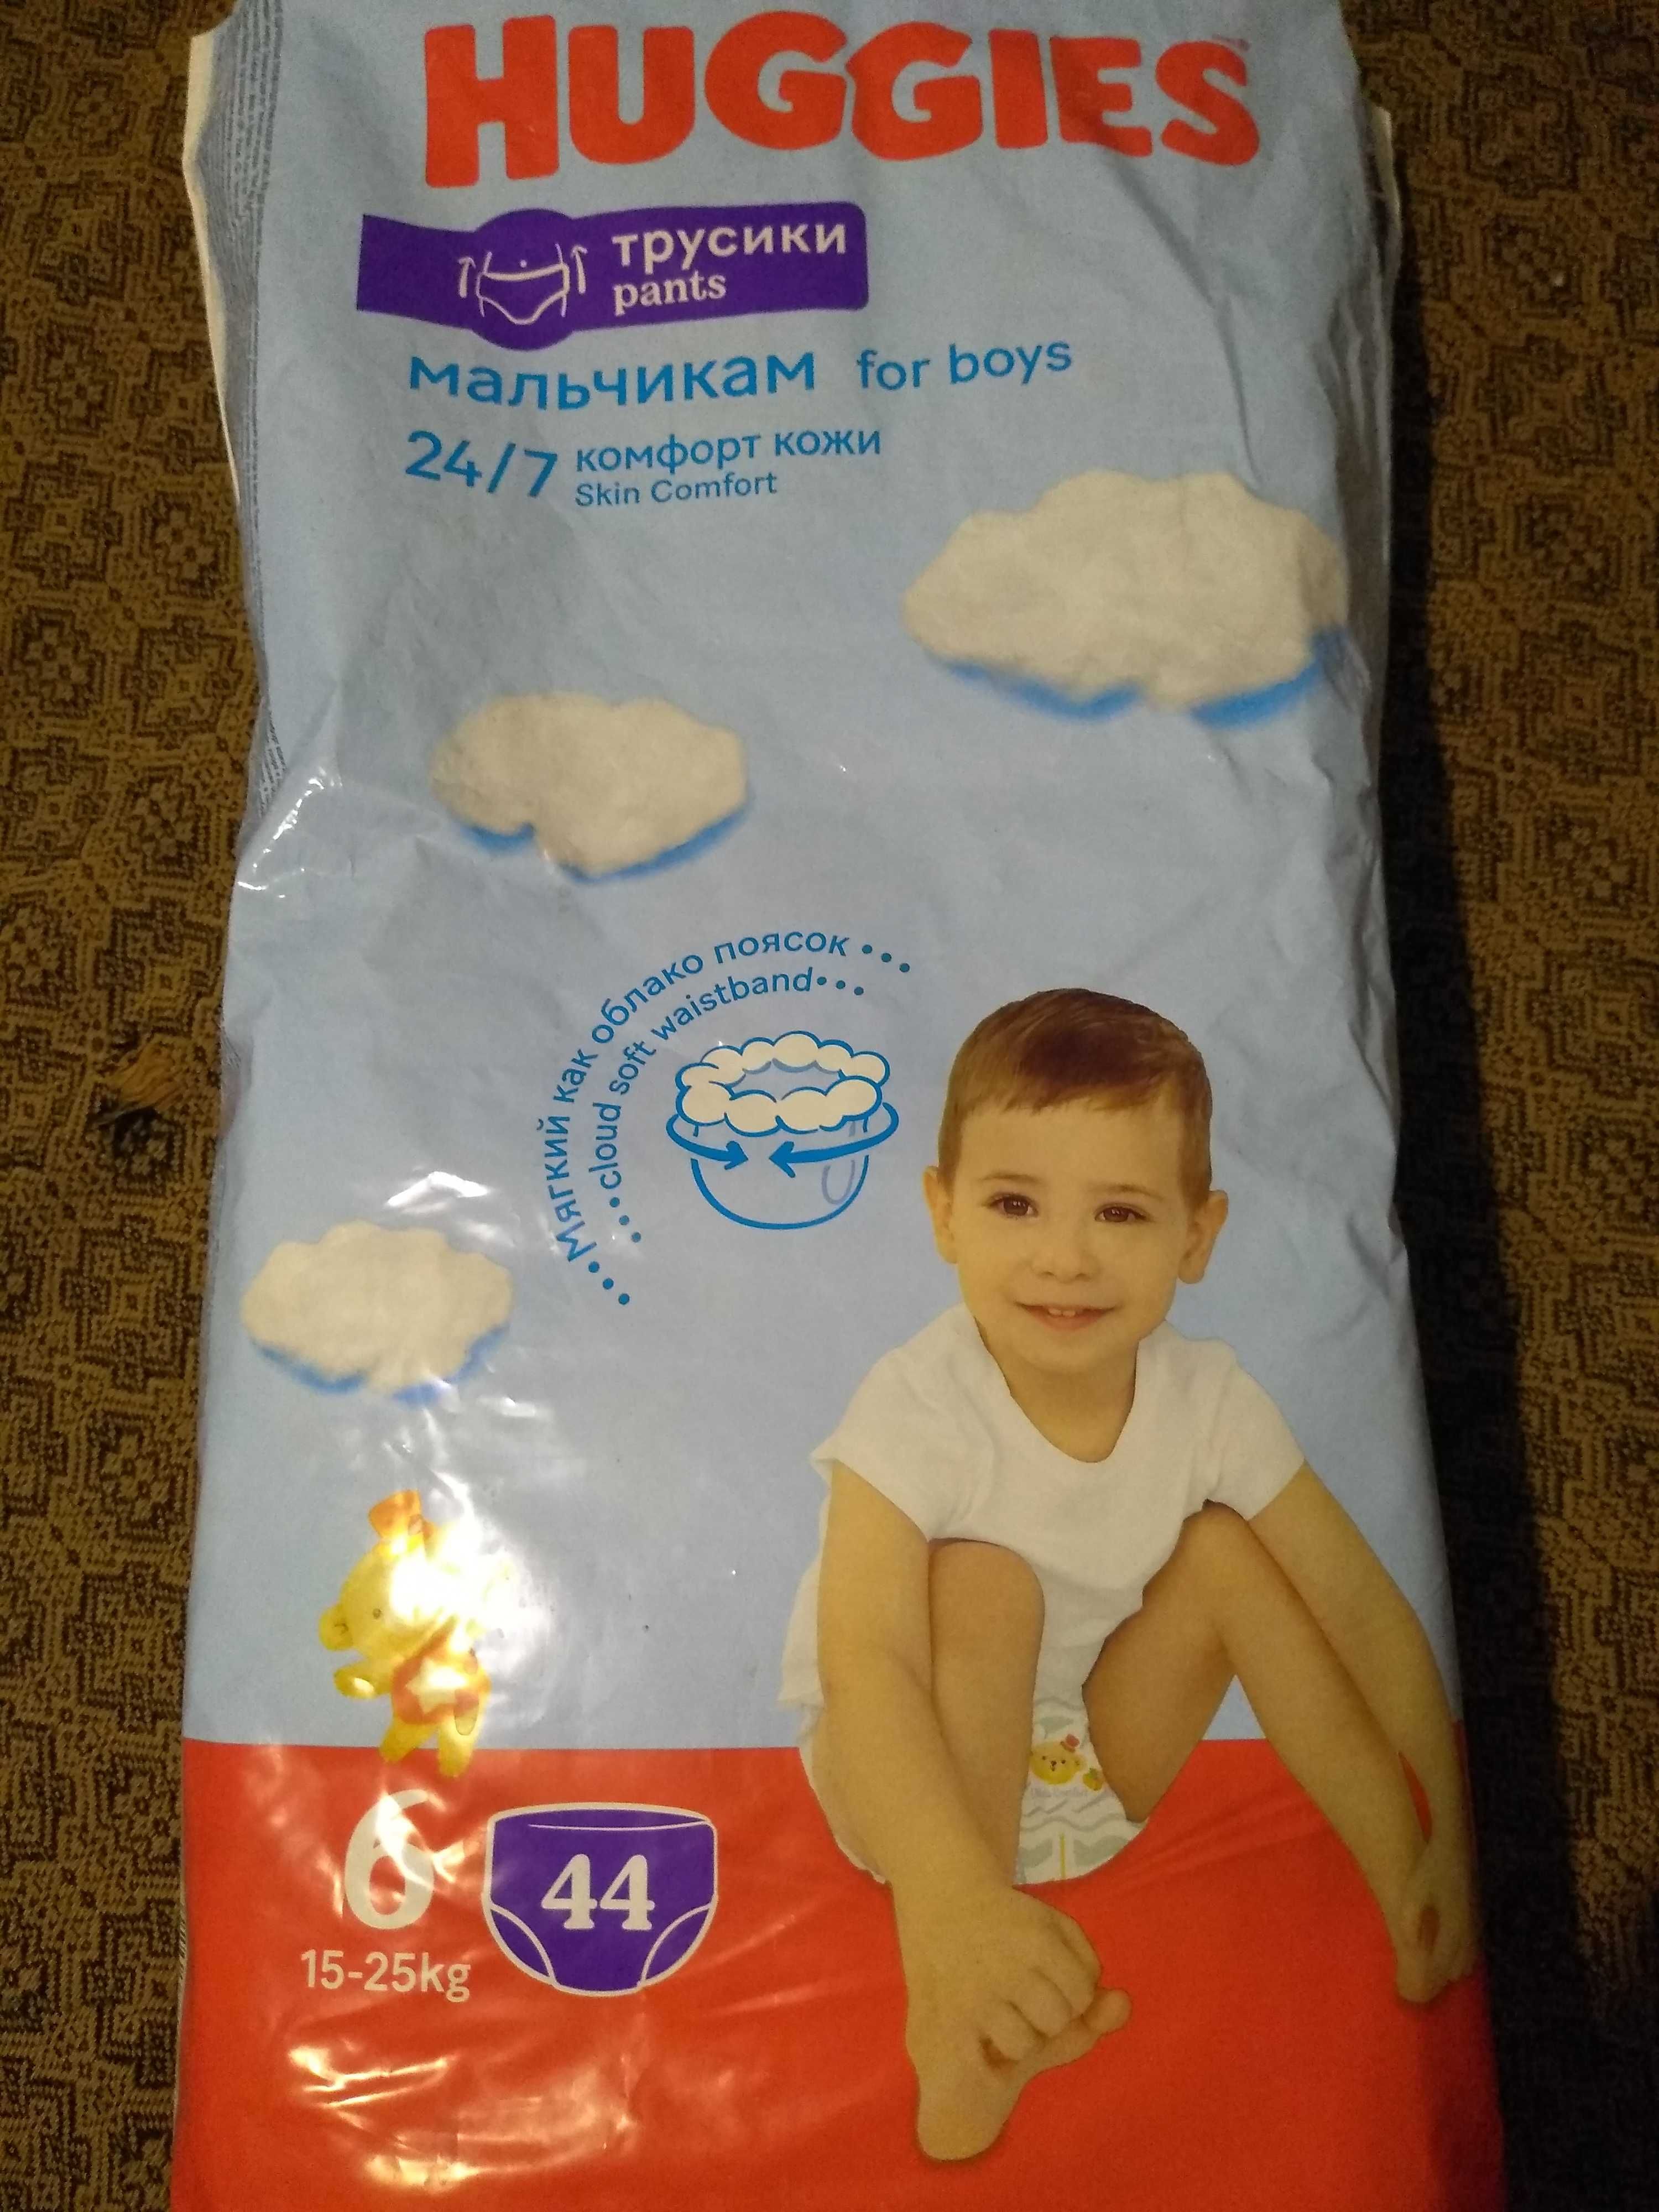 HUGGIES
трусики
pants
мальчикам for boys
24/7 комфорт кожи
Skin Comfort
Мягкий как облако поясок
cloud soft waistband
6
44
15-25kg